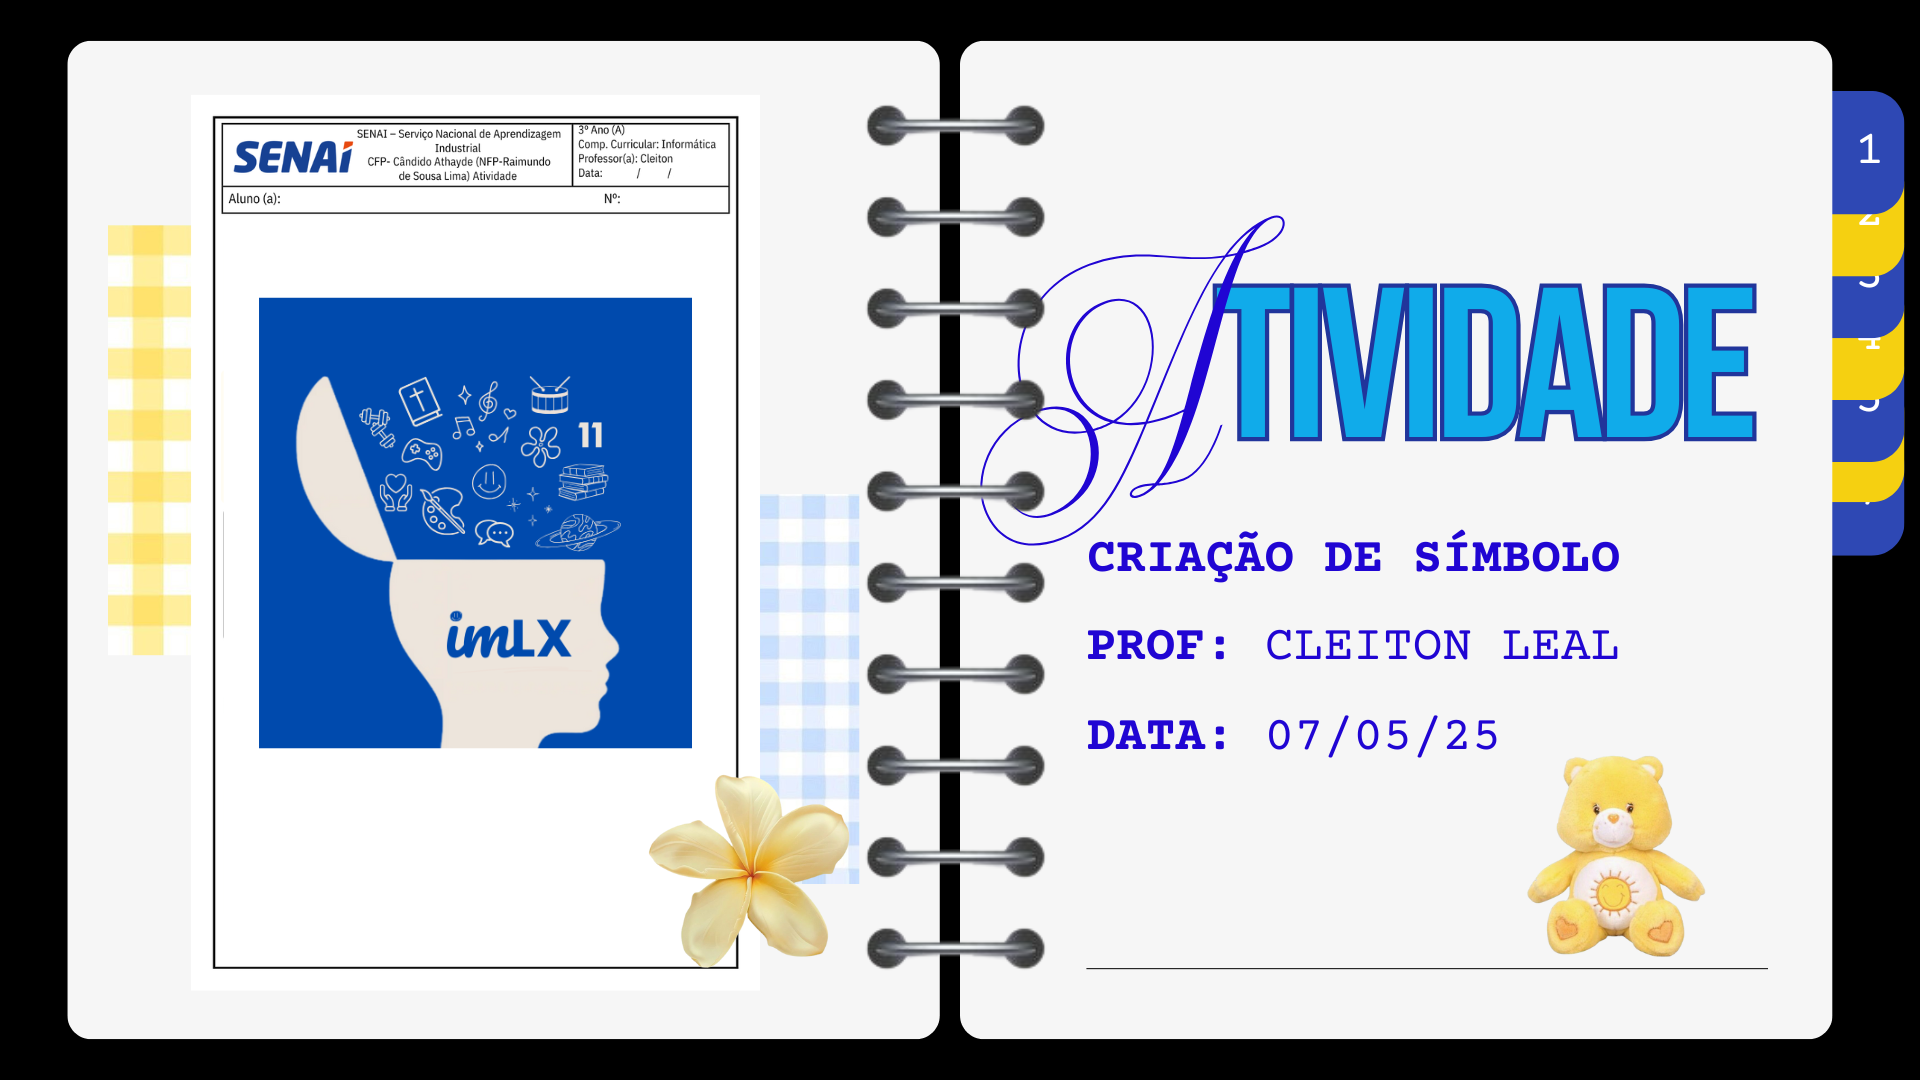 SENAI
SENAI – Serviço Nacional de Aprendizagem
Industrial
CFP- Cândido Athayde (NFP-Raimundo
de Sousa Lima) Atividade
3º Ano (A)
Comp. Curricular: Informática
Professor(a): Cleiton
Data: / /
Aluno (a): Nº:
11
imLX
ATIVIDADE
CRIAÇÃO DE SÍMBOLO
PROF: CLEITON LEAL
DATA: 07/05/25
1